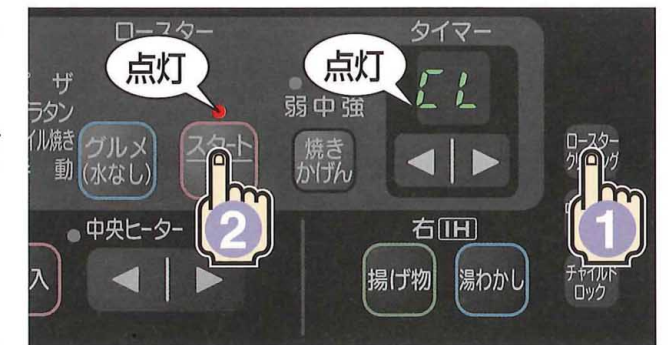 ロースター
タイマー
点灯
点灯
ザ
ラタン
イル焼き
動
グルメ
(水なし)
スタート
弱 中 強
焼き
かげん
CL
ロースター
クリーニング
2
1
中央ヒーター
入
右 IH
揚げ物
湯わかし
チャイルド
ロック